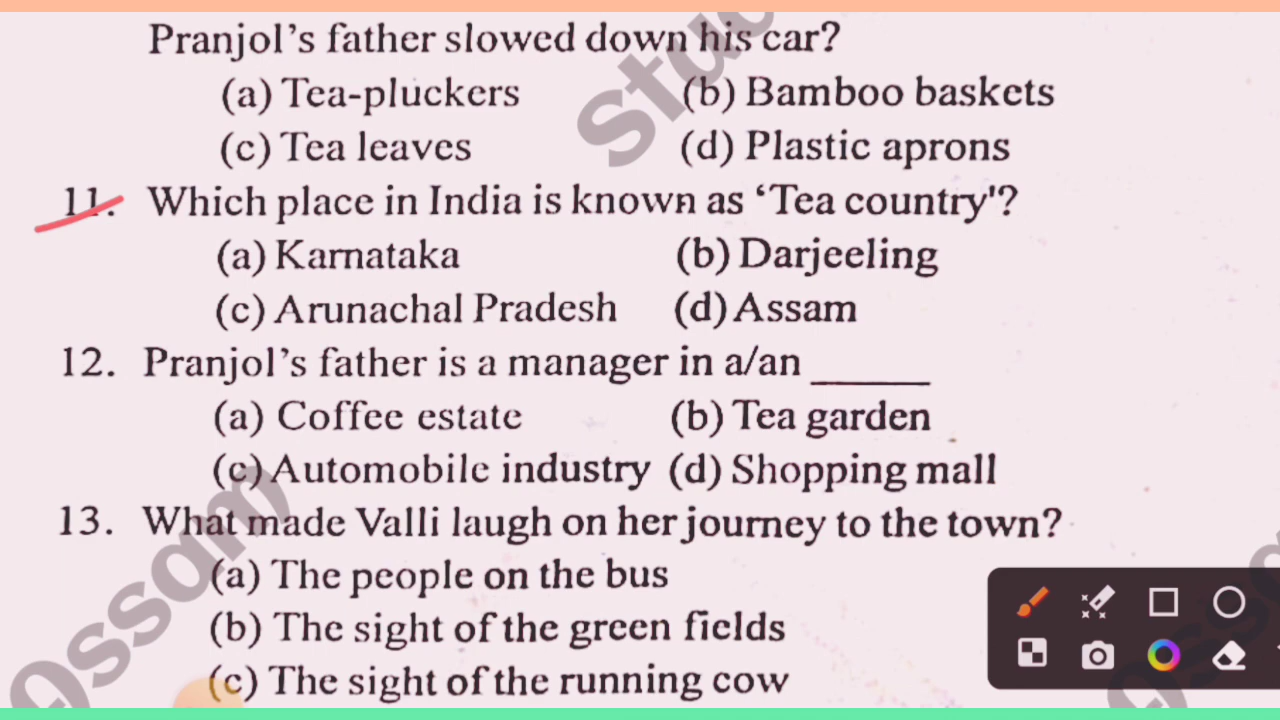 Pranjol's father slowed down his car?
(a) Tea-pluckers (b) Bamboo baskets
(c) Tea leaves (d) Plastic aprons
11. Which place in India is known as ‘Tea country'?
(a) Karnataka (b) Darjeeling
(c) Arunachal Pradesh (d) Assam
12. Pranjol's father is a manager in a/an ______
(a) Coffee estate (b) Tea garden
(c) Automobile industry (d) Shopping mall
13. What made Valli laugh on her journey to the town?
(a) The people on the bus
(b) The sight of the green fields
(c) The sight of the running cow